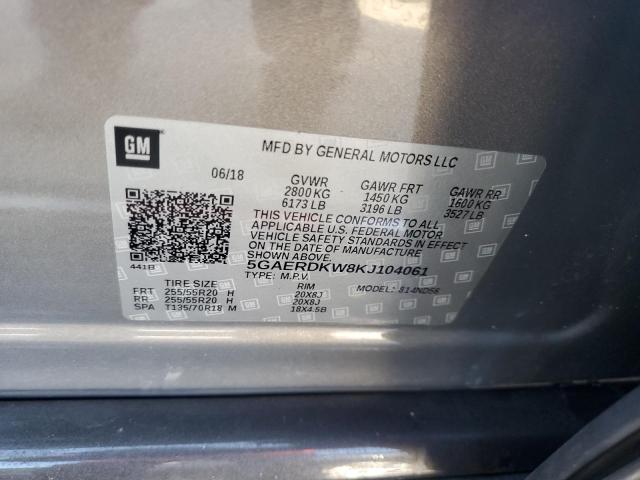 GM
MFD BY GENERAL MOTORS LLC
06/18
GVWR GAWR FRT GAWR RR
2800 KG 1450 KG 1600 KG
6173 LB 3196 LB 3527 LB
THIS VEHICLE CONFORMS TO ALL
APPLICABLE U.S. FEDERAL MOTOR
VEHICLE SAFETY STANDARDS IN EFFECT
ON THE DATE OF MANUFACTURE SHOWN
ABOVE.
441B
5GAERDKW8KJ104061
TYPE: M.P.V. MODEL: 814ND56
TIRE SIZE RIM
FRT 255/55R20 H 20X8J
RR 255/55R20 H 20X8J
SPA T135/70R18 M 18X4.5B